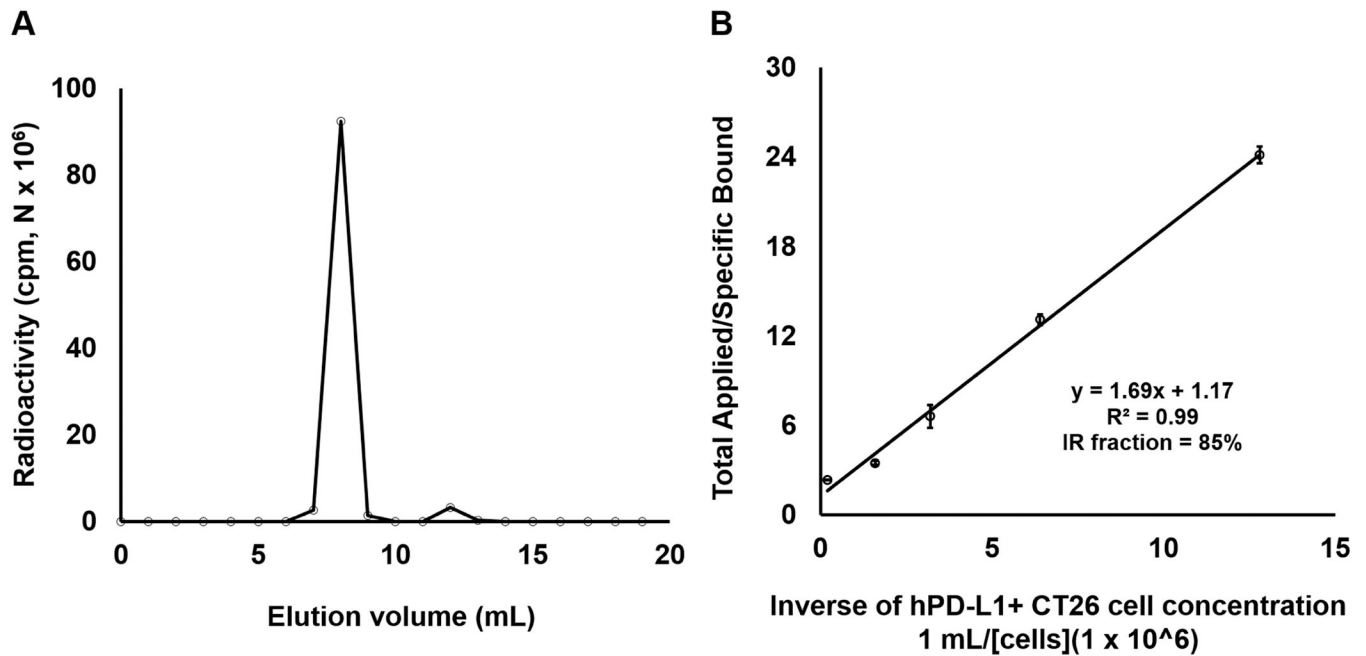 A
Radioactivity (cpm, N x 10⁶)
100
80
60
40
20
0
0 5 10 15 20
Elution volume (mL)
B
Total Applied/Specific Bound
30
24
18
12
6
0
y = 1.69x + 1.17
R² = 0.99
IR fraction = 85%
0 5 10 15
Inverse of hPD-L1+ CT26 cell concentration
1 mL/[cells](1 x 10^6)